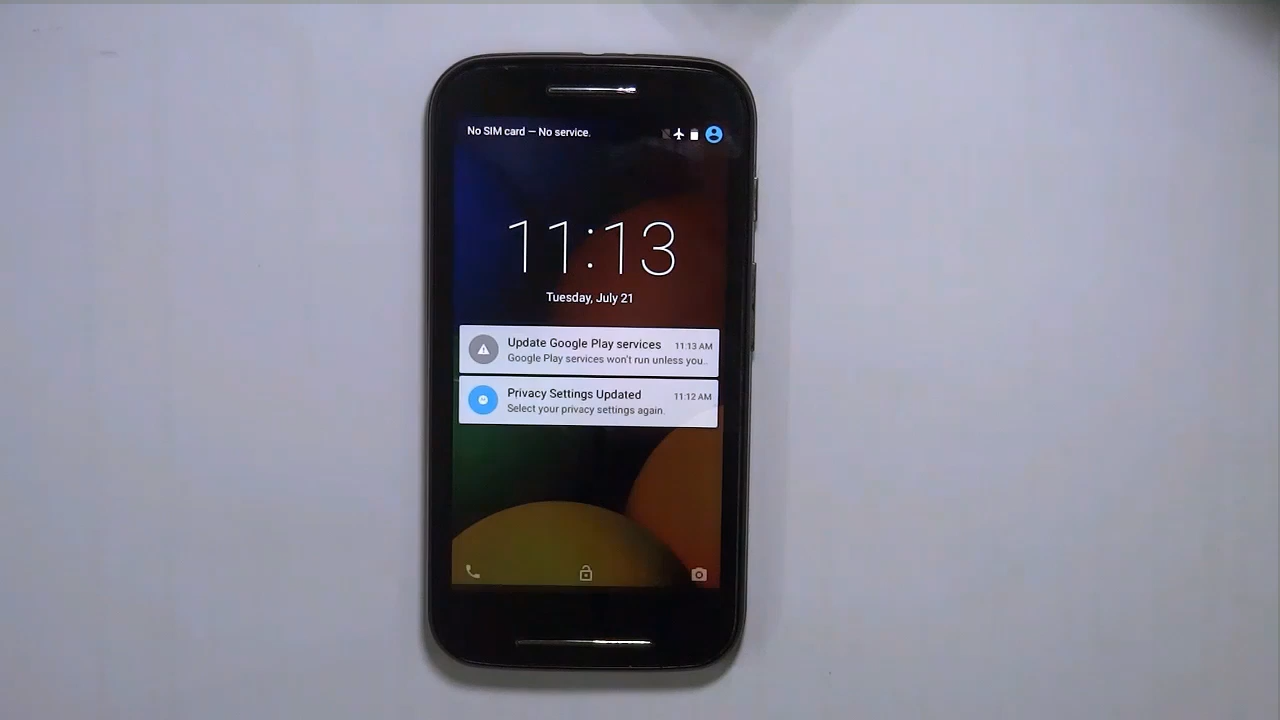 No SIM card — No service.
11:13
Tuesday, July 21
Update Google Play services 11:13 AM
Google Play services won't run unless you..
Privacy Settings Updated 11:12 AM
Select your privacy settings again.